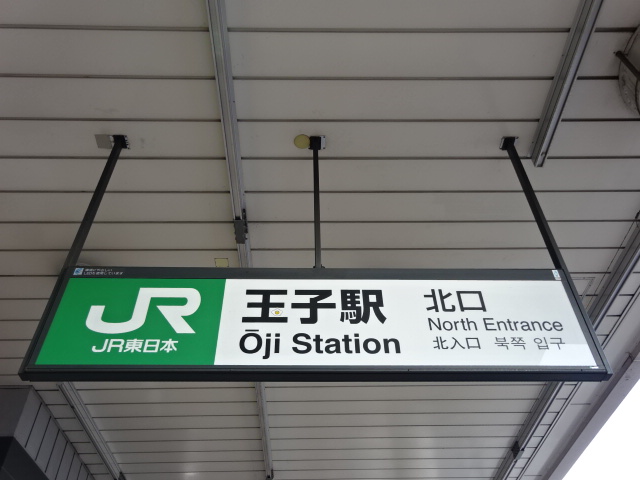 JR
JR東日本
王子駅
Ōji Station
北口
North Entrance
北入口 북쪽 입구